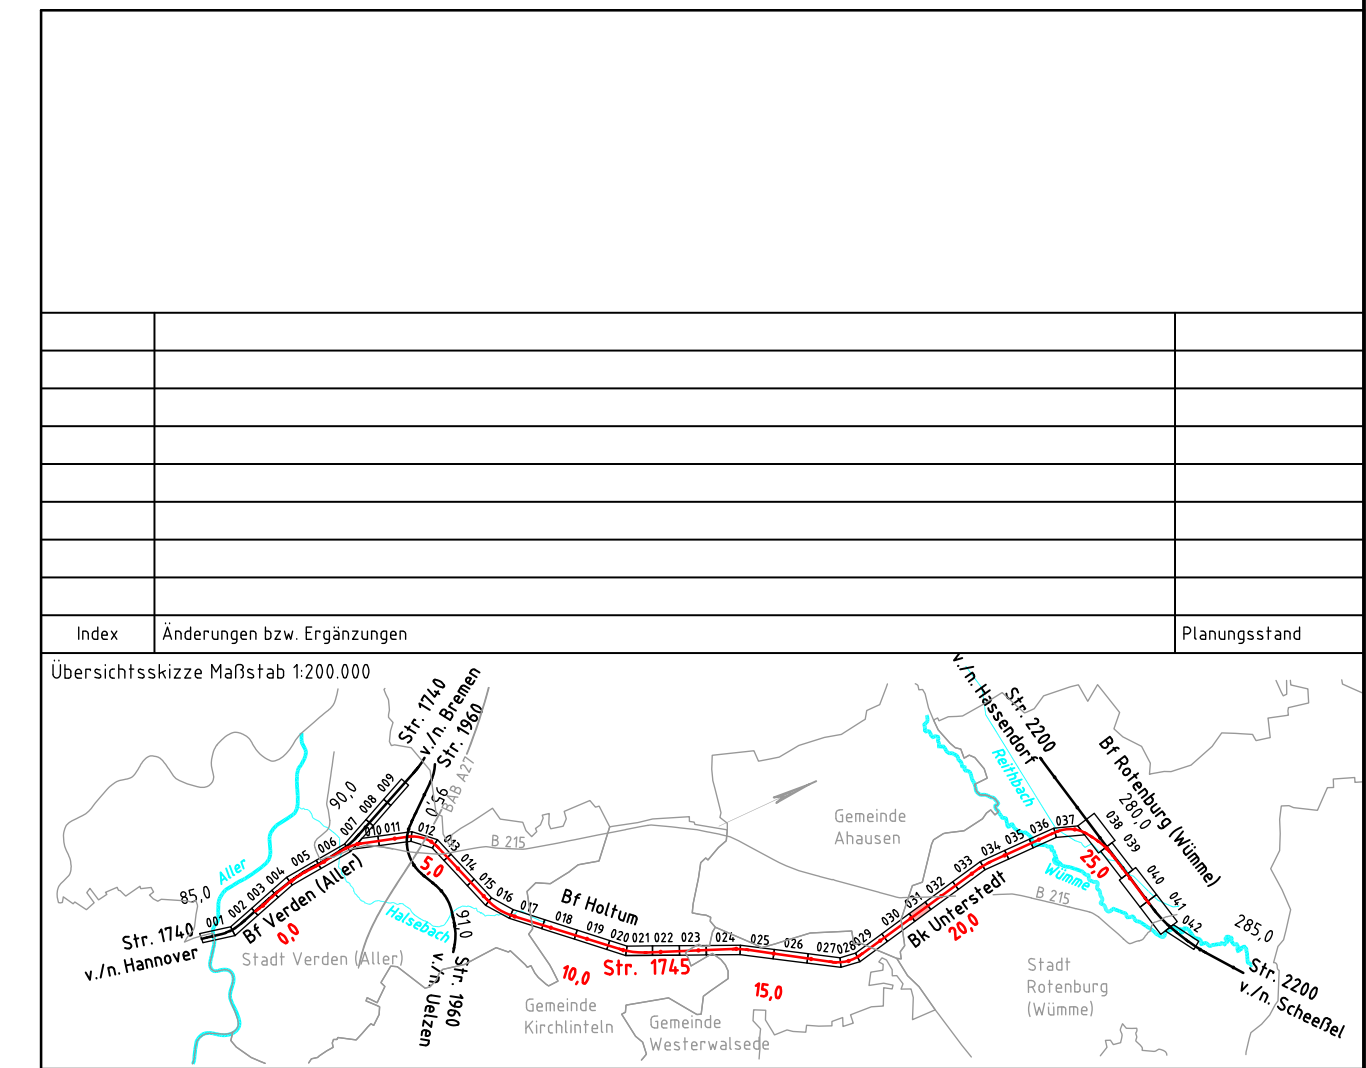 Index
Änderungen bzw. Ergänzungen
Planungsstand
Übersichtsskizze Maßstab 1:200.000
Str. 1740
v./n. Bremen
Str. 1960
95,0
BAB A27
90,0
Aller
85,0
Str. 1740
v./n. Hannover
001
002
003
004
005
006
007
008
009
010
011
012
013
014
015
016
017
018
019
020
021
022
023
024
025
026
027
028
029
030
031
032
033
034
035
036
037
038
039
040
041
042
Bf Verden (Aller)
0,0
Stadt Verden (Aller)
Halsebach
5,0
B 215
91,0
Str. 1960
v./n. Uelzen
Bf Holtum
Str. 1745
10,0
15,0
Gemeinde
Kirchlinteln
Gemeinde
Westerwalsede
Gemeinde
Ahausen
Bk Unterstedt
20,0
v./n. Hassendorf
Str. 2200
Reithbach
Wümme
25,0
B 215
Bf Rotenburg (Wümme)
280,0
285,0
Stadt
Rotenburg
(Wümme)
Str. 2200
v./n. Scheeßel